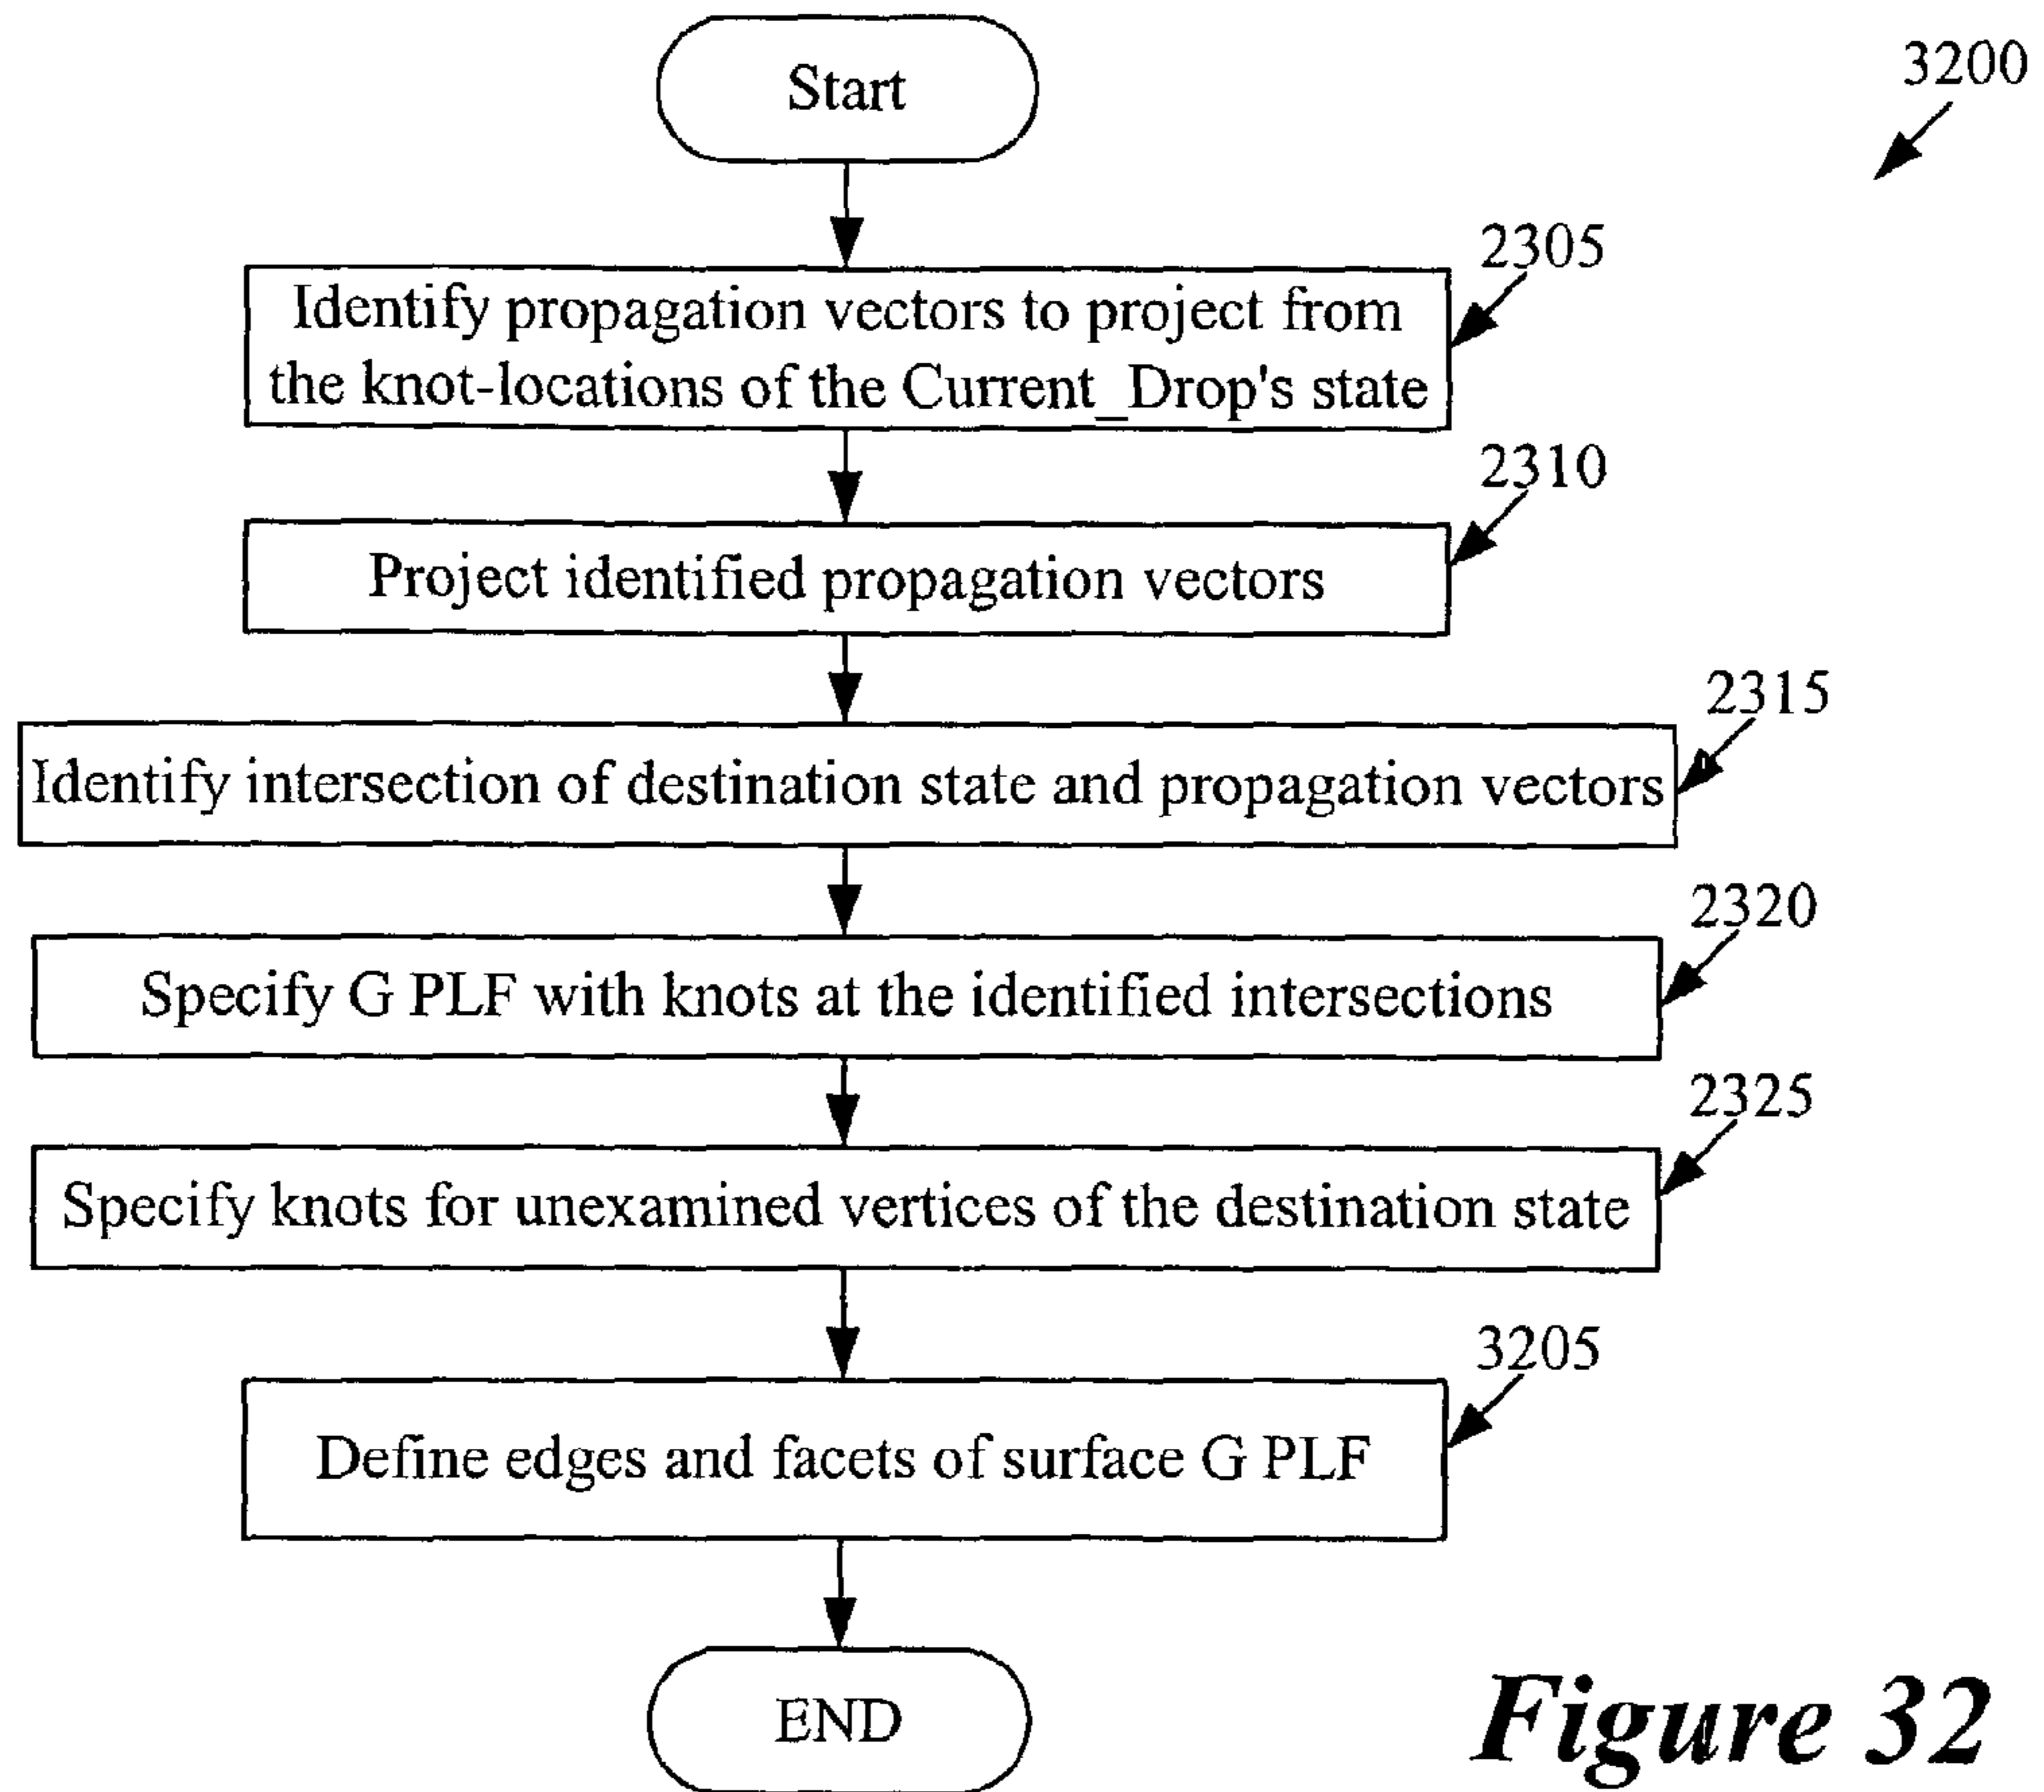 Start
3200
2305
Identify propagation vectors to project from
the knot-locations of the Current_Drop's state
2310
Project identified propagation vectors
2315
Identify intersection of destination state and propagation vectors
2320
Specify G PLF with knots at the identified intersections
2325
Specify knots for unexamined vertices of the destination state
3205
Define edges and facets of surface G PLF
END
Figure 32